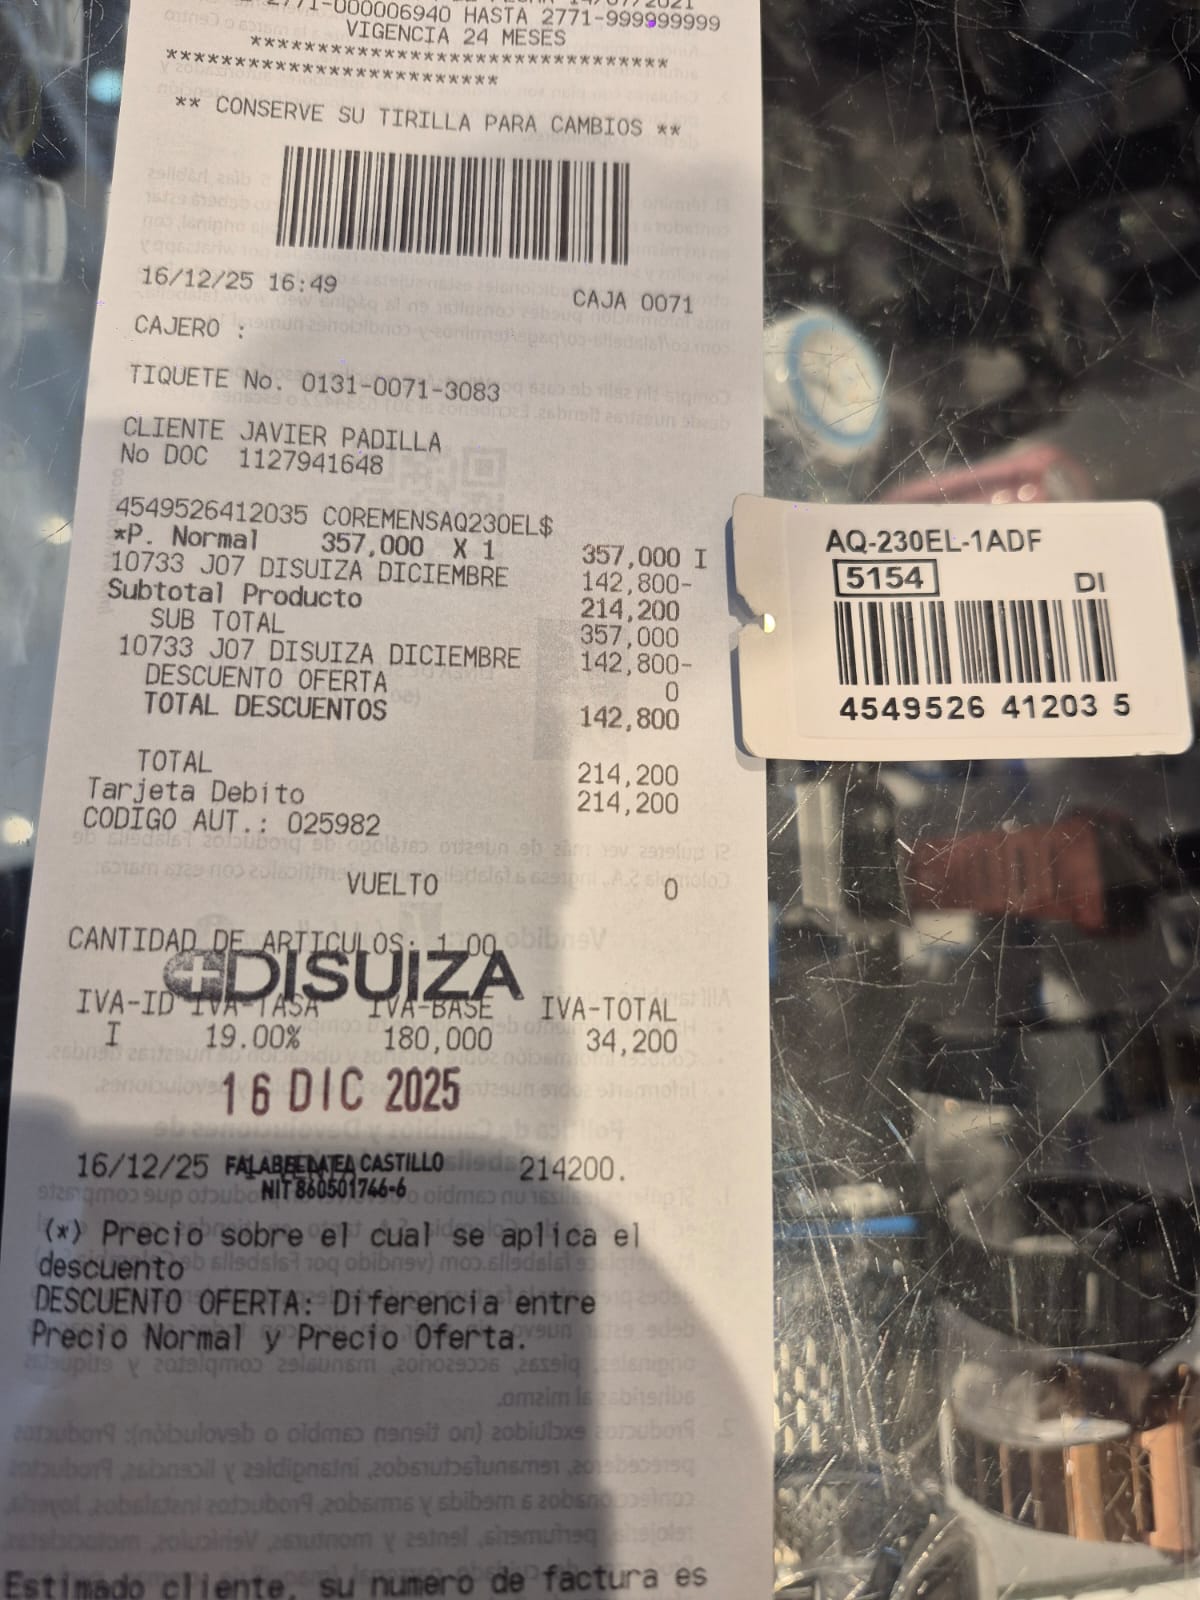 2771-000006940 HASTA 2771-999999999
VIGENCIA 24 MESES
************************************
****************************
** CONSERVE SU TIRILLA PARA CAMBIOS **
16/12/25 16:49 CAJA 0071
CAJERO :
TIQUETE No. 0131-0071-3083
CLIENTE JAVIER PADILLA
No DOC 1127941648
4549526412035 COREMENSAQ230EL$
*P. Normal 357,000 X 1 357,000 I
10733 J07 DISUIZA DICIEMBRE 142,800-
Subtotal Producto 214,200
SUB TOTAL 357,000
10733 J07 DISUIZA DICIEMBRE 142,800-
DESCUENTO OFERTA 0
TOTAL DESCUENTOS 142,800
TOTAL 214,200
Tarjeta Debito 214,200
CODIGO AUT.: 025982
VUELTO 0
CANTIDAD DE ARTICULOS: 1.00
DISUIZA
IVA-ID IVA-TASA IVA-BASE IVA-TOTAL
I 19.00% 180,000 34,200
16 DIC 2025
16/12/25 FALABELLA EA CASTILLO 214200.
NIT 860501746-6
(*) Precio sobre el cual se aplica el
descuento
DESCUENTO OFERTA: Diferencia entre
Precio Normal y Precio Oferta.
Estimado cliente, su numero de factura es
AQ-230EL-1ADF
5154 DI
4549526 41203 5